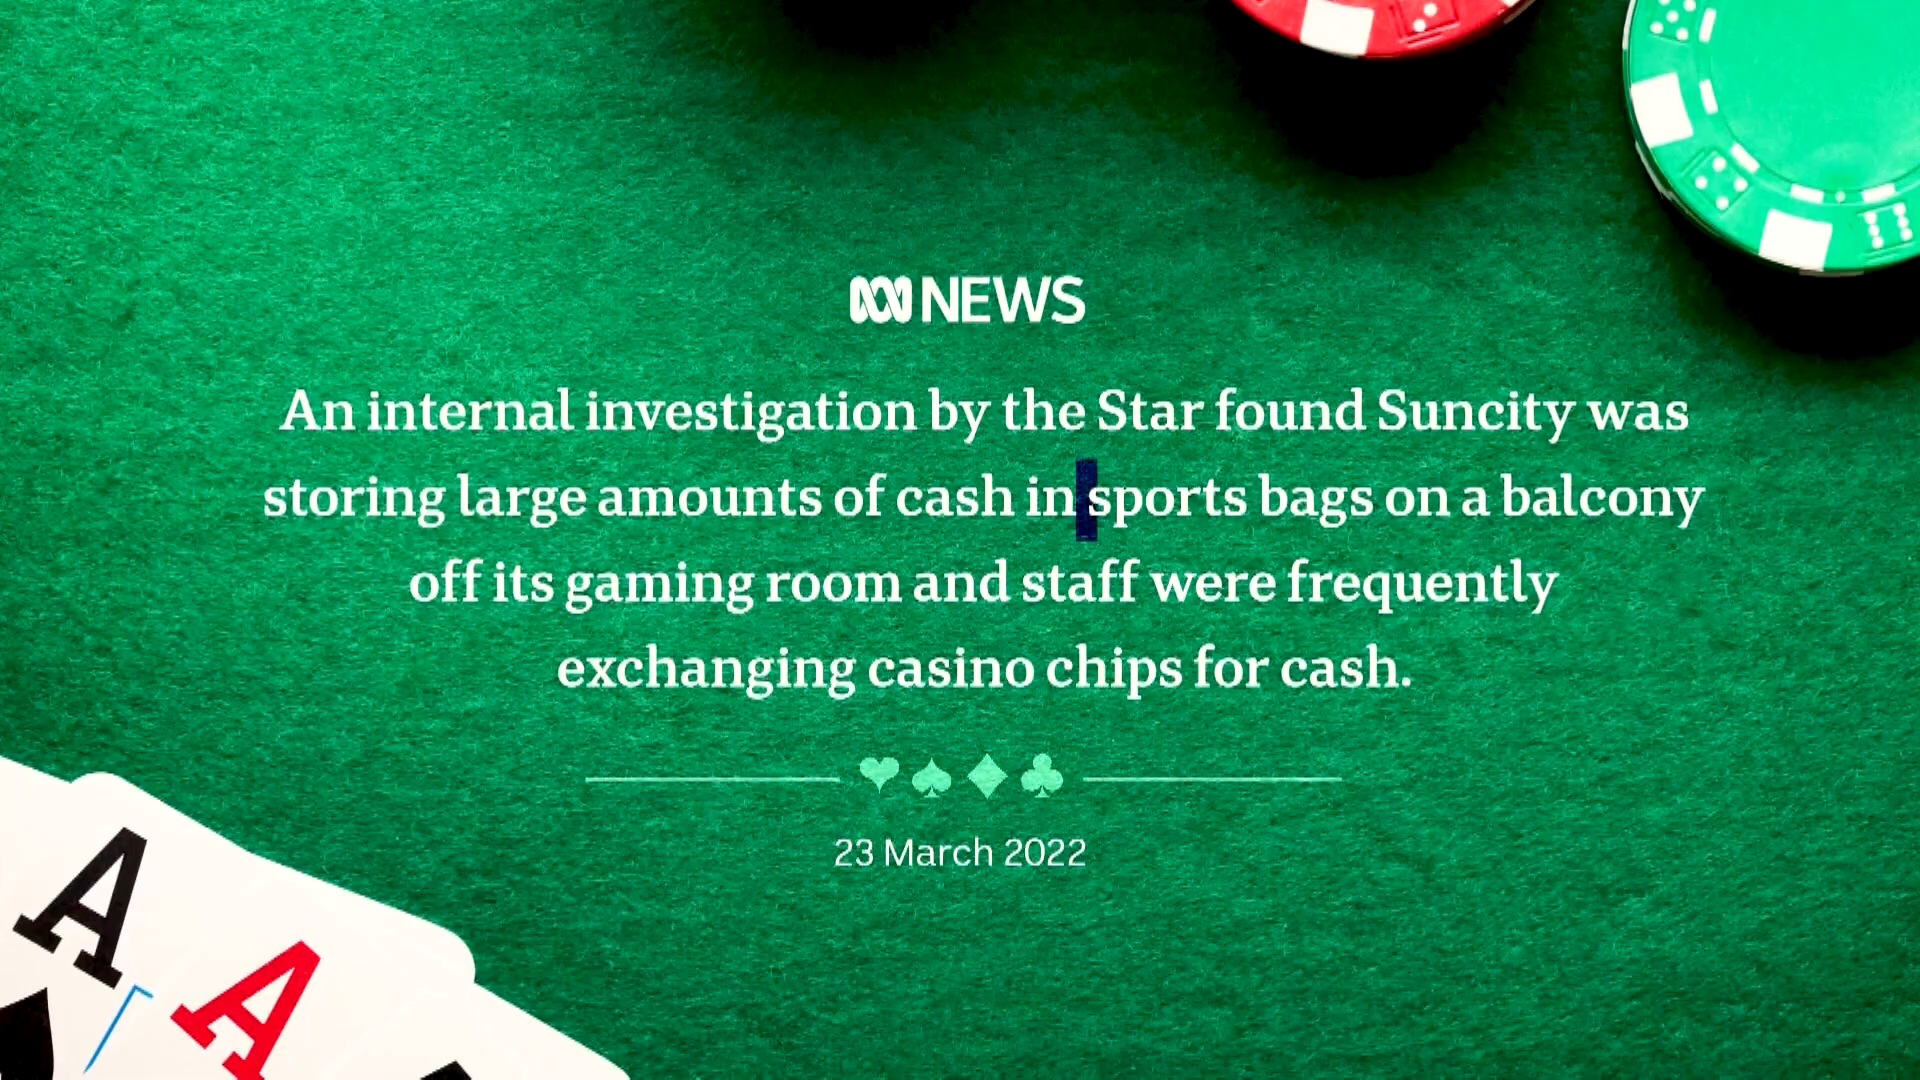 NEWS
An internal investigation by the Star found Suncity was
storing large amounts of cash in sports bags on a balcony
off its gaming room and staff were frequently
exchanging casino chips for cash.
23 March 2022
A
A